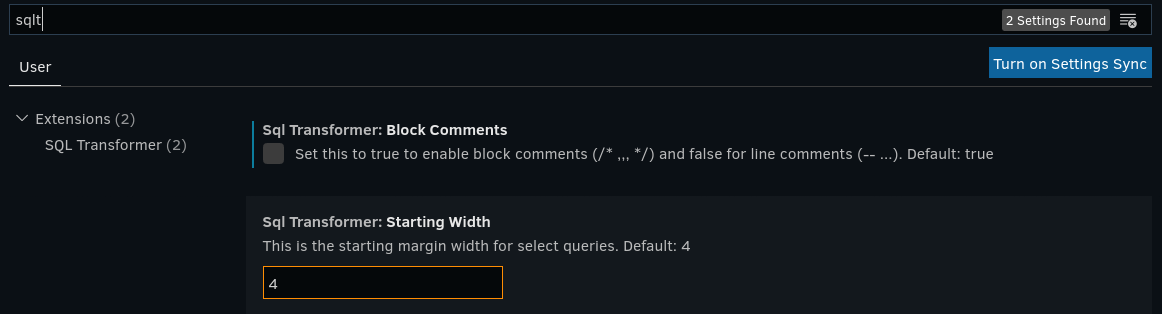 sqlt
2 Settings Found
User
Turn on Settings Sync
Extensions (2)
SQL Transformer (2)
Sql Transformer: Block Comments
Set this to true to enable block comments (/* ,,, */) and false for line comments (-- ...). Default: true
Sql Transformer: Starting Width
This is the starting margin width for select queries. Default: 4
4